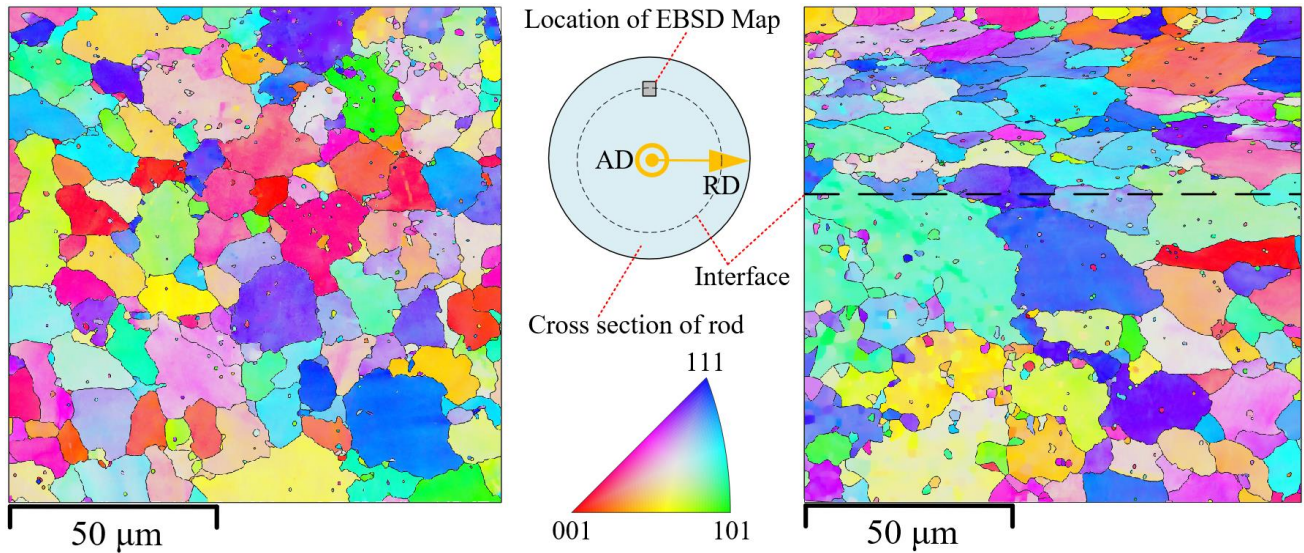 Location of EBSD Map
AD
RD
Interface
Cross section of rod
111
001
101
50 μm
50 μm